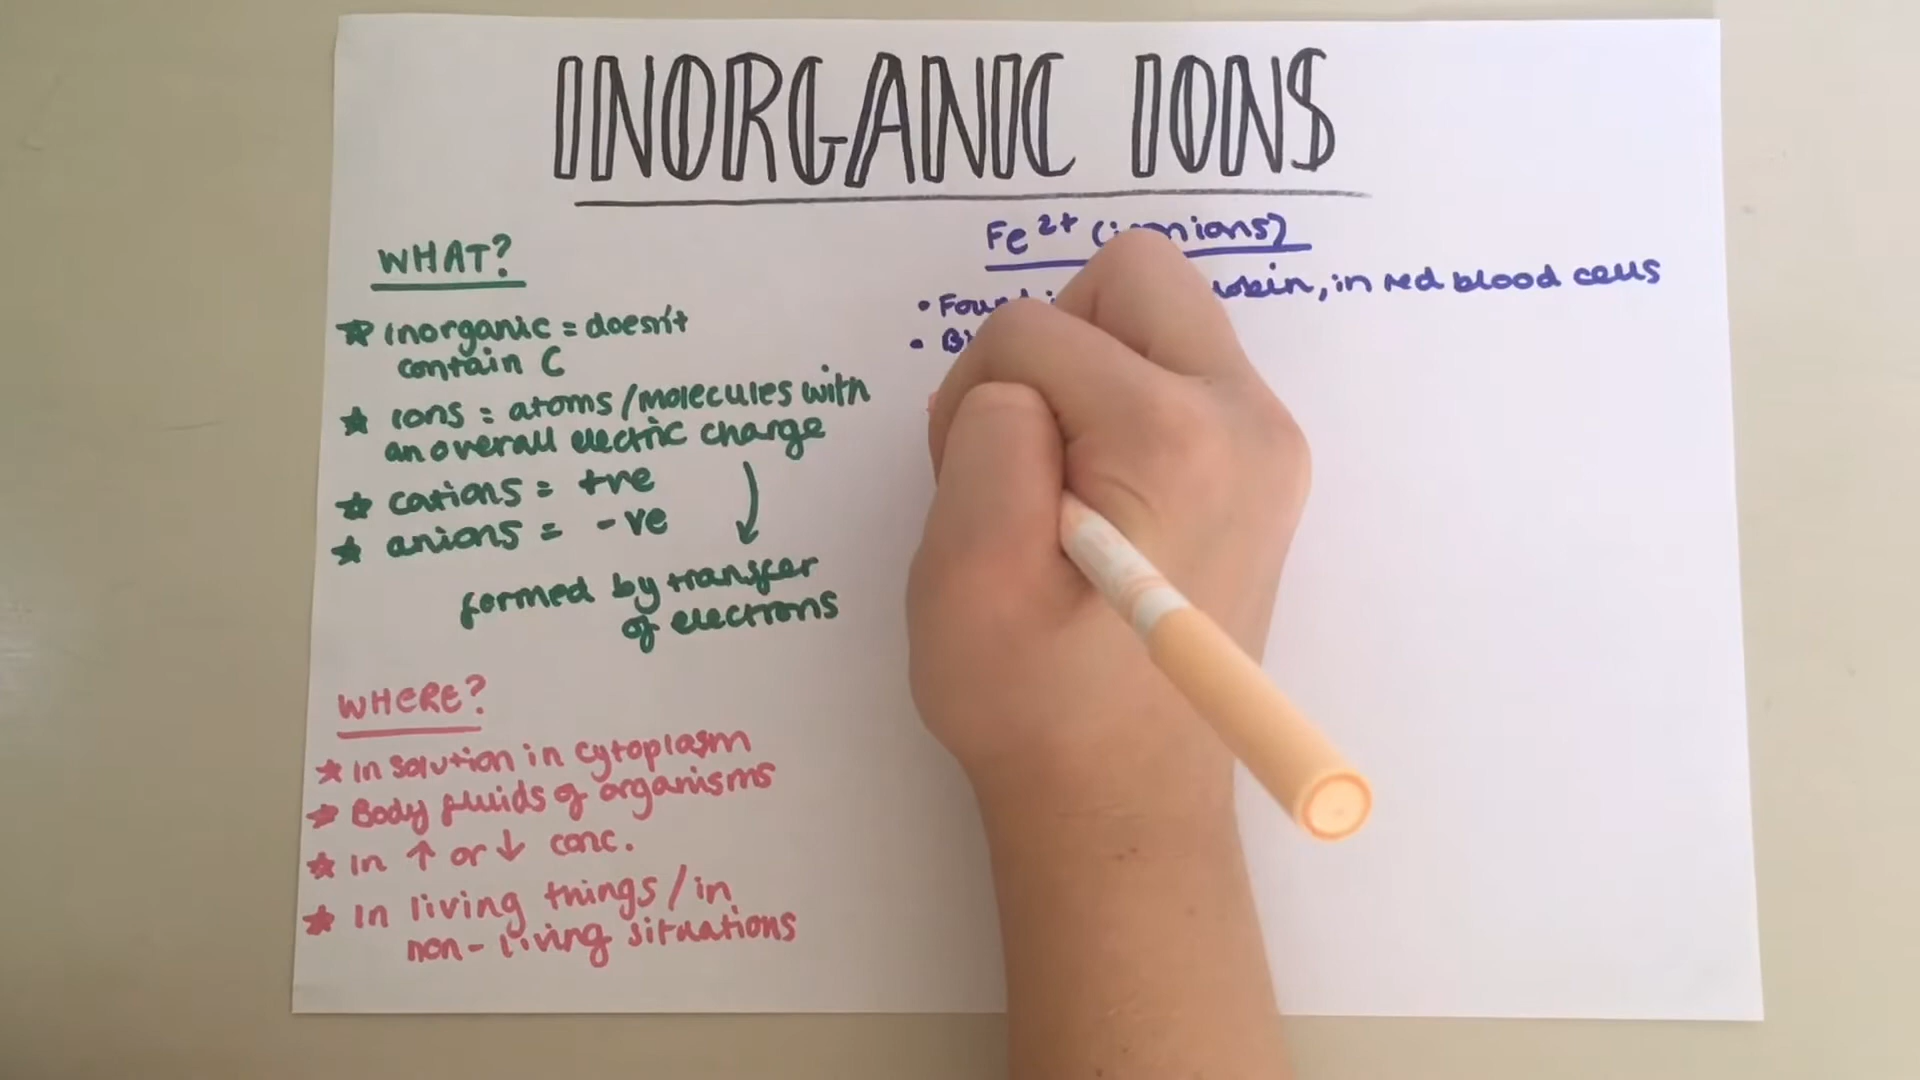 INORGANIC IONS
WHAT?
★ inorganic = doesn't
contain C
★ ions = atoms/molecules with
an overall electric charge
★ cations = +ve
★ anions = -ve
formed by transfer
of electrons
WHERE?
★ in solution in cytoplasm
★ Body fluids of organisms
★ In ↑ or ↓ conc.
★ In living things/in
non-living situations
Fe²⁺ ( ions)
• , in red blood cells
•